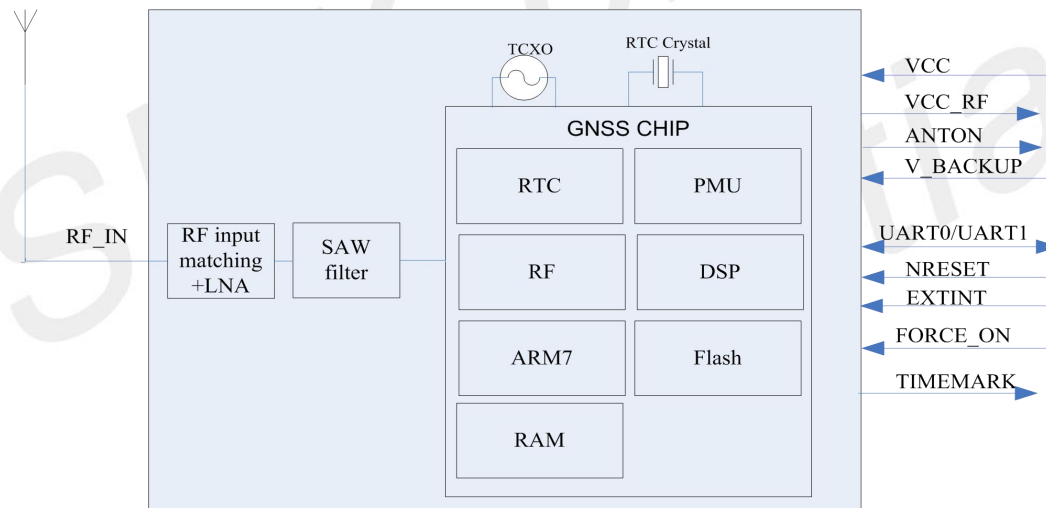 TCXO
RTC Crystal
GNSS CHIP
RTC
PMU
RF
DSP
ARM7
Flash
RAM
RF_IN
RF input
matching
+LNA
SAW
filter
VCC
VCC_RF
ANTON
V_BACKUP
UART0/UART1
NRESET
EXTINT
FORCE_ON
TIMEMARK